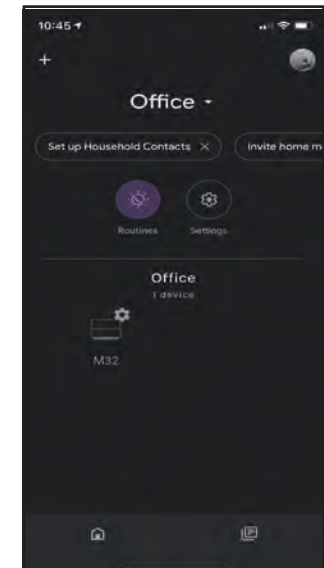 10:45
+
Office
Set up Household Contacts ×
Invite home m
Routines
Settings
Office
1 device
M32